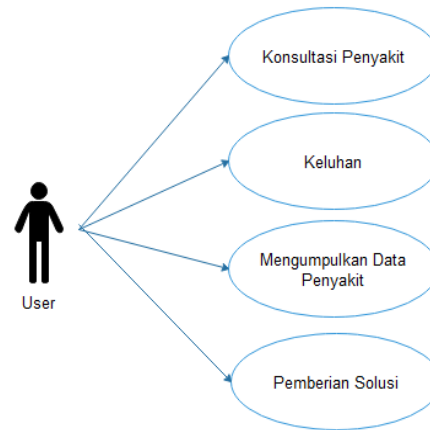 Konsultasi Penyakit
Keluhan
Mengumpulkan Data
Penyakit
User
Pemberian Solusi